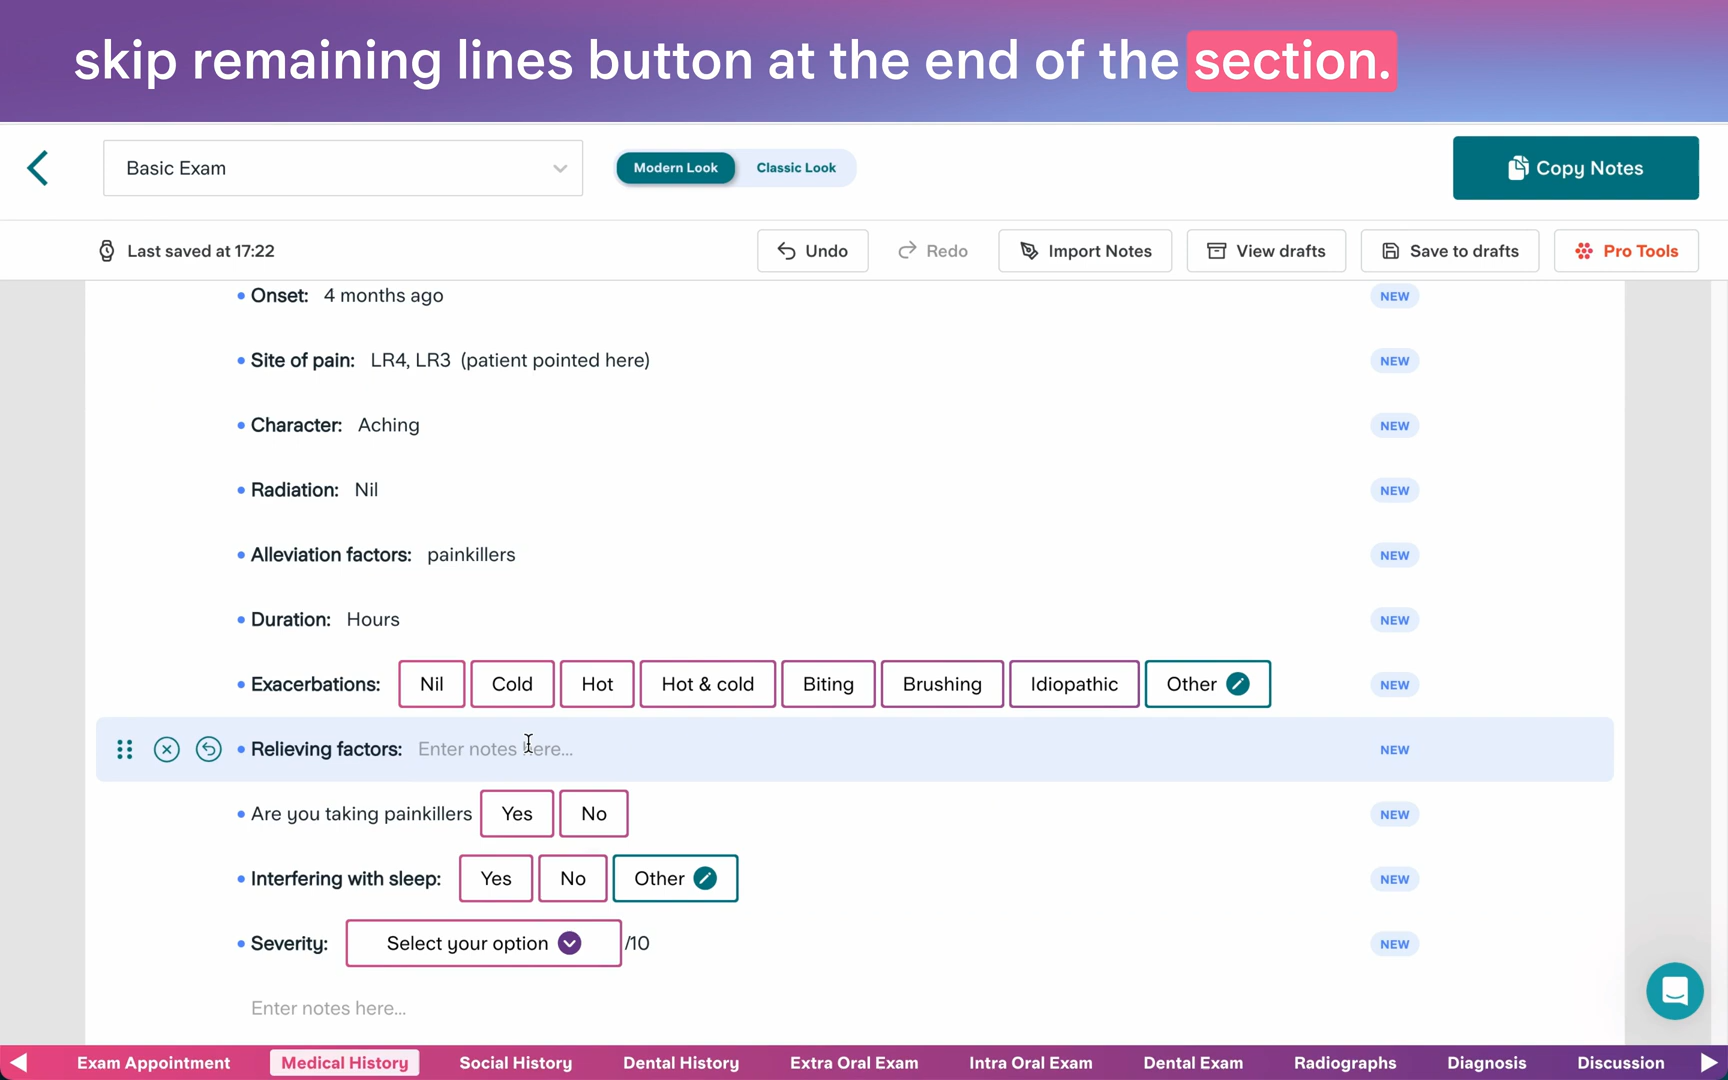 skip remaining lines button at the end of the section.
Basic Exam
Modern Look Classic Look
Copy Notes
Last saved at 17:22
Undo
Redo
Import Notes
View drafts
Save to drafts
Pro Tools
Onset: 4 months ago NEW
Site of pain: LR4, LR3 (patient pointed here) NEW
Character: Aching NEW
Radiation: Nil NEW
Alleviation factors: painkillers NEW
Duration: Hours NEW
Exacerbations: Nil Cold Hot Hot & cold Biting Brushing Idiopathic Other NEW
Relieving factors: Enter notes here... NEW
Are you taking painkillers Yes No NEW
Interfering with sleep: Yes No Other NEW
Severity: Select your option /10 NEW
Enter notes here...
Exam Appointment Medical History Social History Dental History Extra Oral Exam Intra Oral Exam Dental Exam Radiographs Diagnosis Discussion